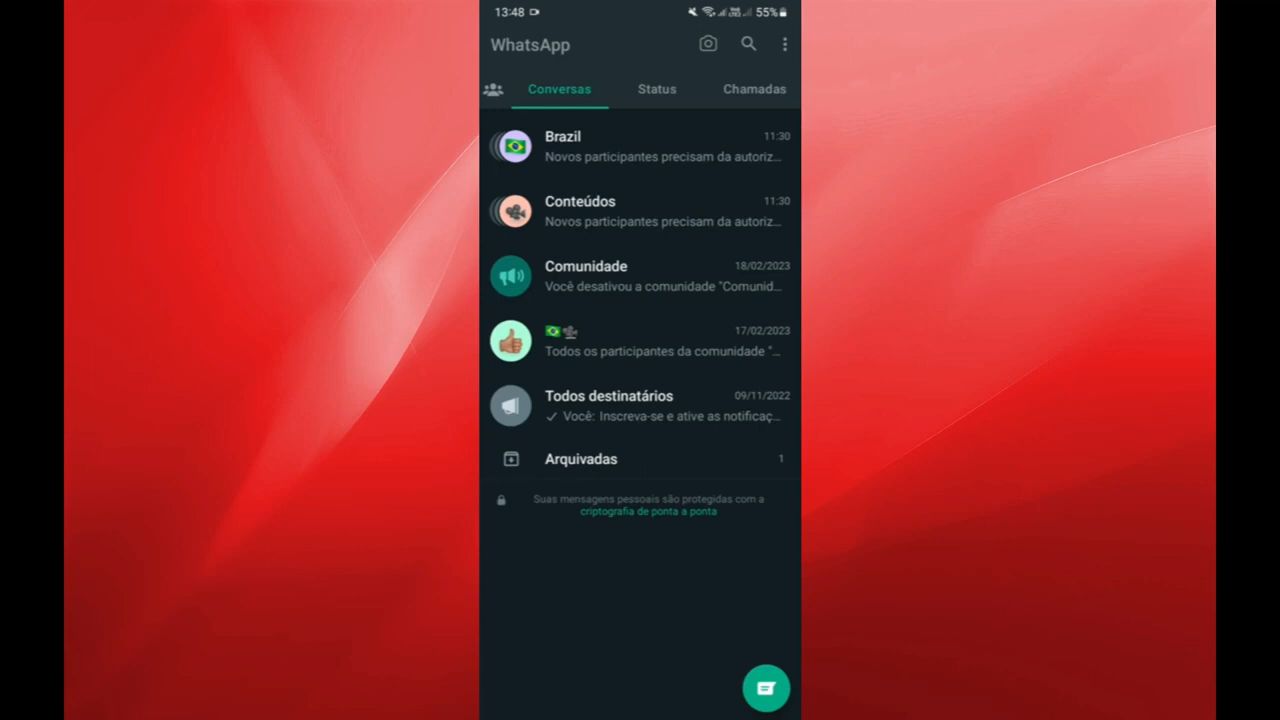 13:48 55%
WhatsApp
Conversas Status Chamadas
Brazil 11:30
Novos participantes precisam da autoriz...
Conteúdos 11:30
Novos participantes precisam da autoriz...
Comunidade 18/02/2023
Você desativou a comunidade "Comunid...
17/02/2023
Todos os participantes da comunidade "...
Todos destinatários 09/11/2022
Você: Inscreva-se e ative as notificaç...
Arquivadas 1
Suas mensagens pessoais são protegidas com a
criptografia de ponta a ponta